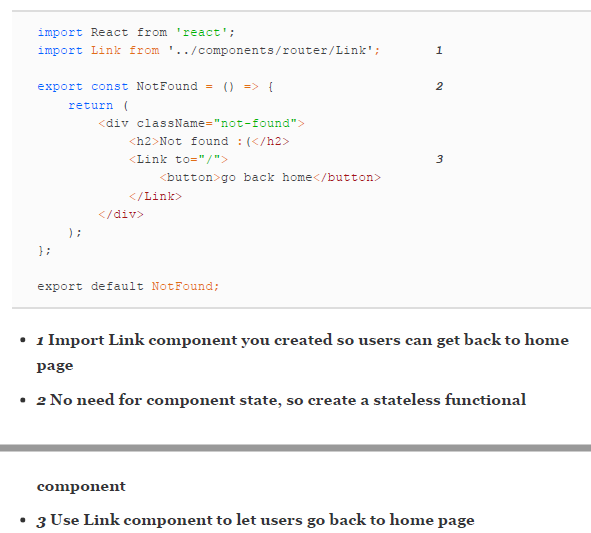 import React from 'react';
import Link from '../components/router/Link'; 1
export const NotFound = () => { 2
return (
<div className="not-found">
<h2>Not found :(</h2>
<Link to="/"> 3
<button>go back home</button>
</Link>
</div>
);
};
export default NotFound;
• 1 Import Link component you created so users can get back to home
page
• 2 No need for component state, so create a stateless functional
component
• 3 Use Link component to let users go back to home page